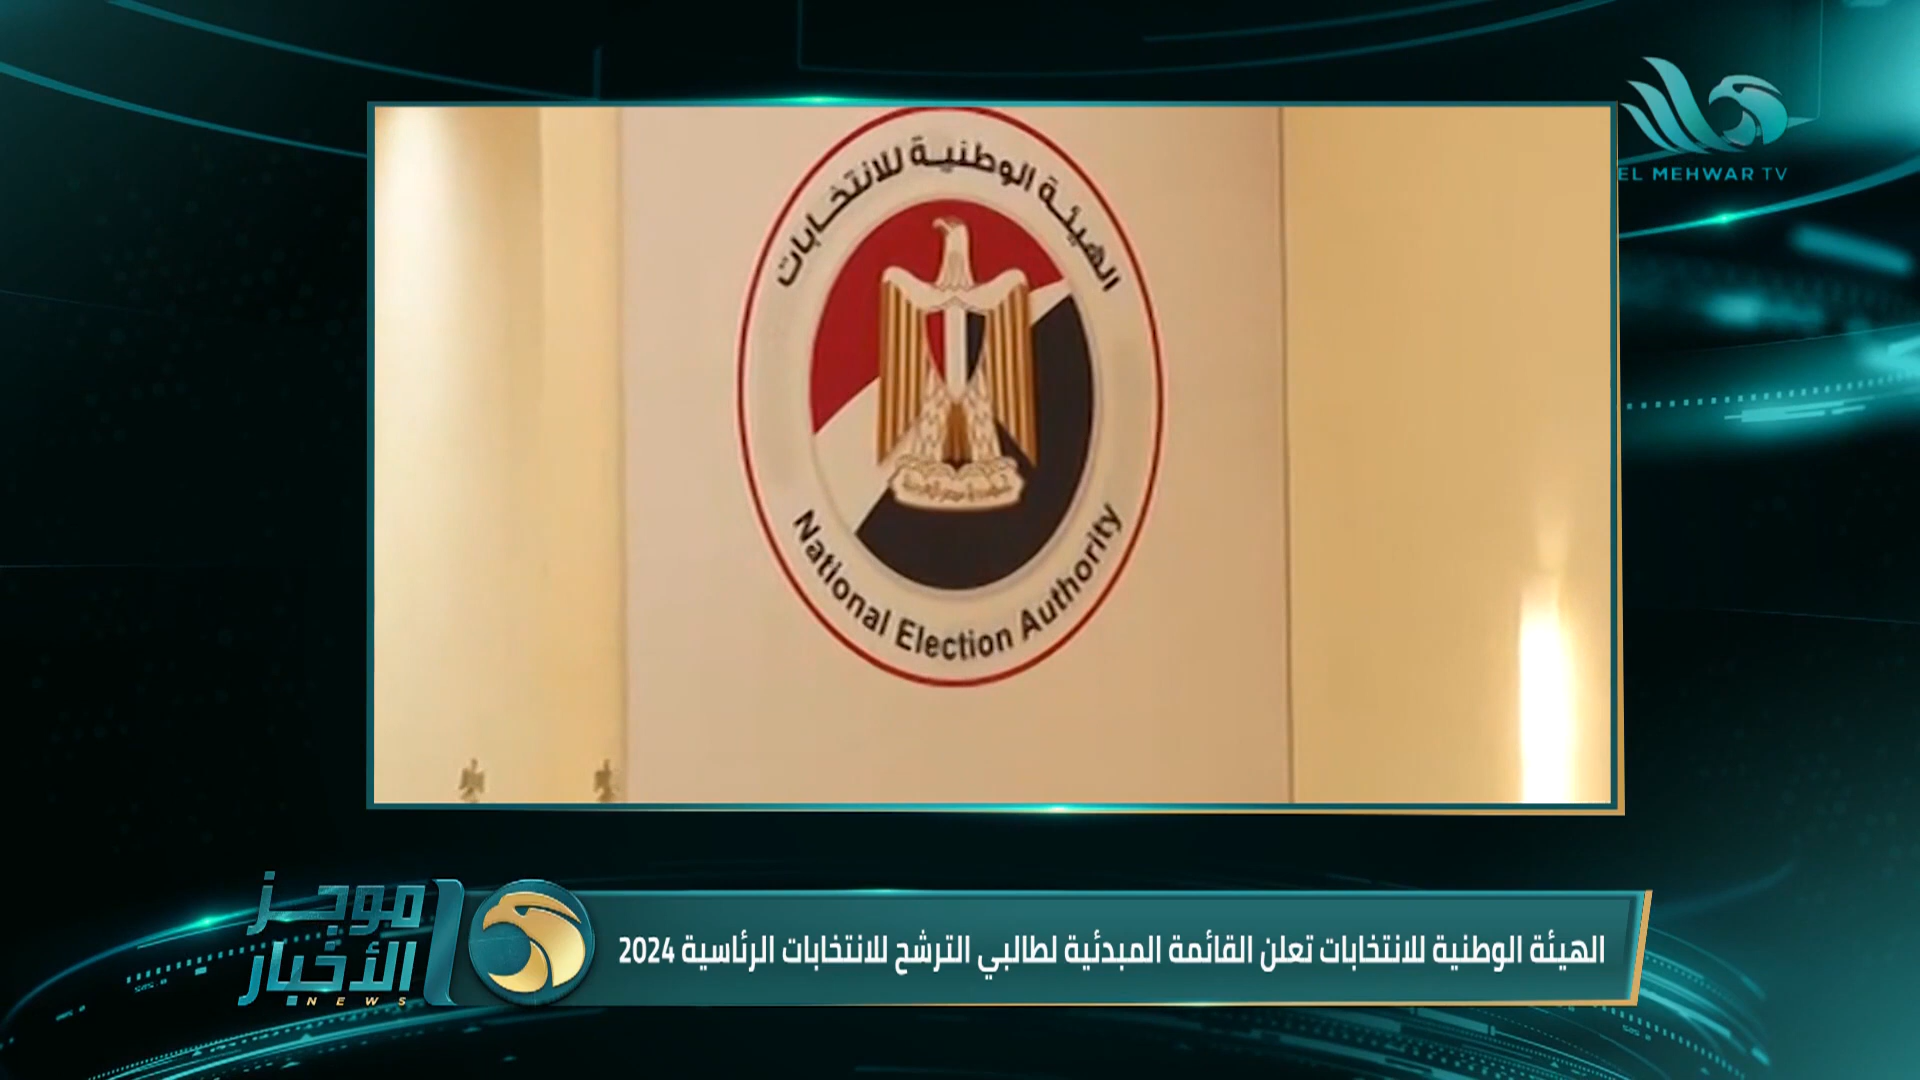 EL MEHWAR TV
الهيئة الوطنية للانتخابات
National Election Authority
الهيئة الوطنية للانتخابات تعلن القائمة المبدئية لطالبي الترشح للانتخابات الرئاسية 2024
موجز
الأخبار
NEWS